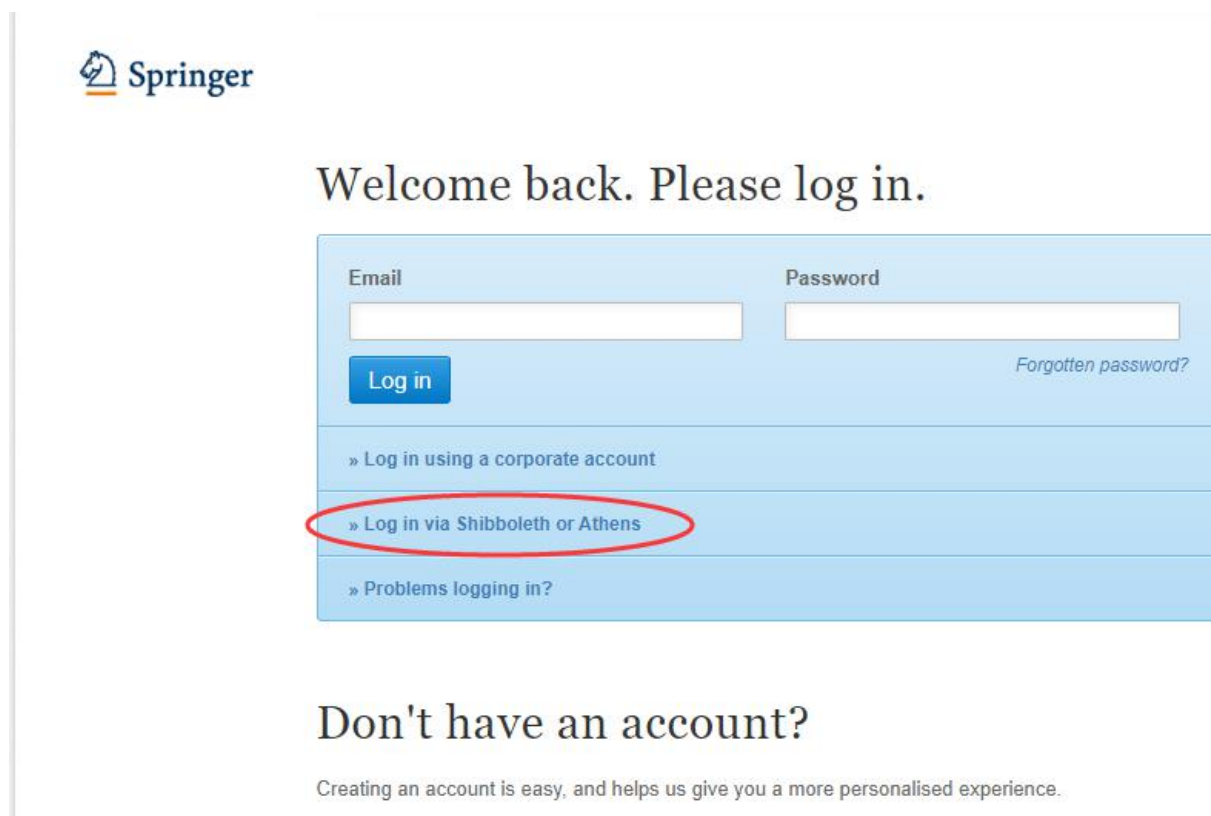 Springer
Welcome back. Please log in.
Email
Password
Log in
Forgotten password?
» Log in using a corporate account
» Log in via Shibboleth or Athens
» Problems logging in?
Don't have an account?
Creating an account is easy, and helps us give you a more personalised experience.